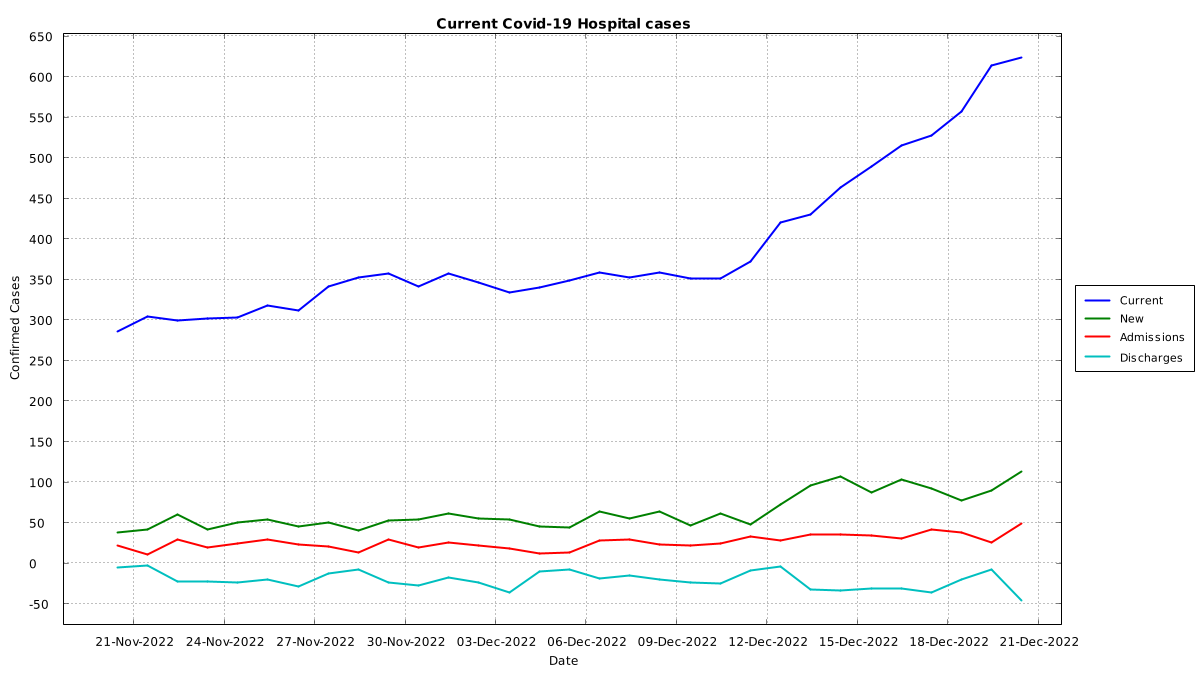 Current Covid-19 Hospital cases
650
600
550
500
450
400
350
300
250
200
150
100
50
0
-50
Confirmed Cases
21-Nov-2022 24-Nov-2022 27-Nov-2022 30-Nov-2022 03-Dec-2022 06-Dec-2022 09-Dec-2022 12-Dec-2022 15-Dec-2022 18-Dec-2022 21-Dec-2022
Date
Current
New
Admissions
Discharges